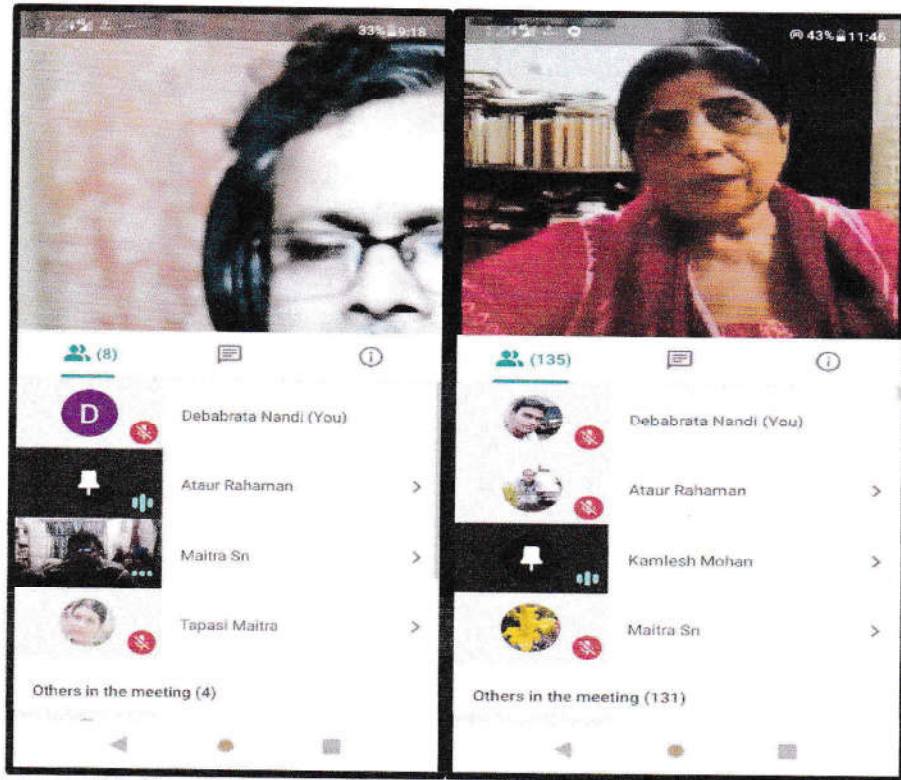 33% 9:18
(8)
D
Debabrata Nandi (You)
Ataur Rahaman
Maitra Sn
Tapasi Maitra
Others in the meeting (4)
43% 11:46
(135)
Debabrata Nandi (You)
Ataur Rahaman
Kamlesh Mohan
Maitra Sn
Others in the meeting (131)